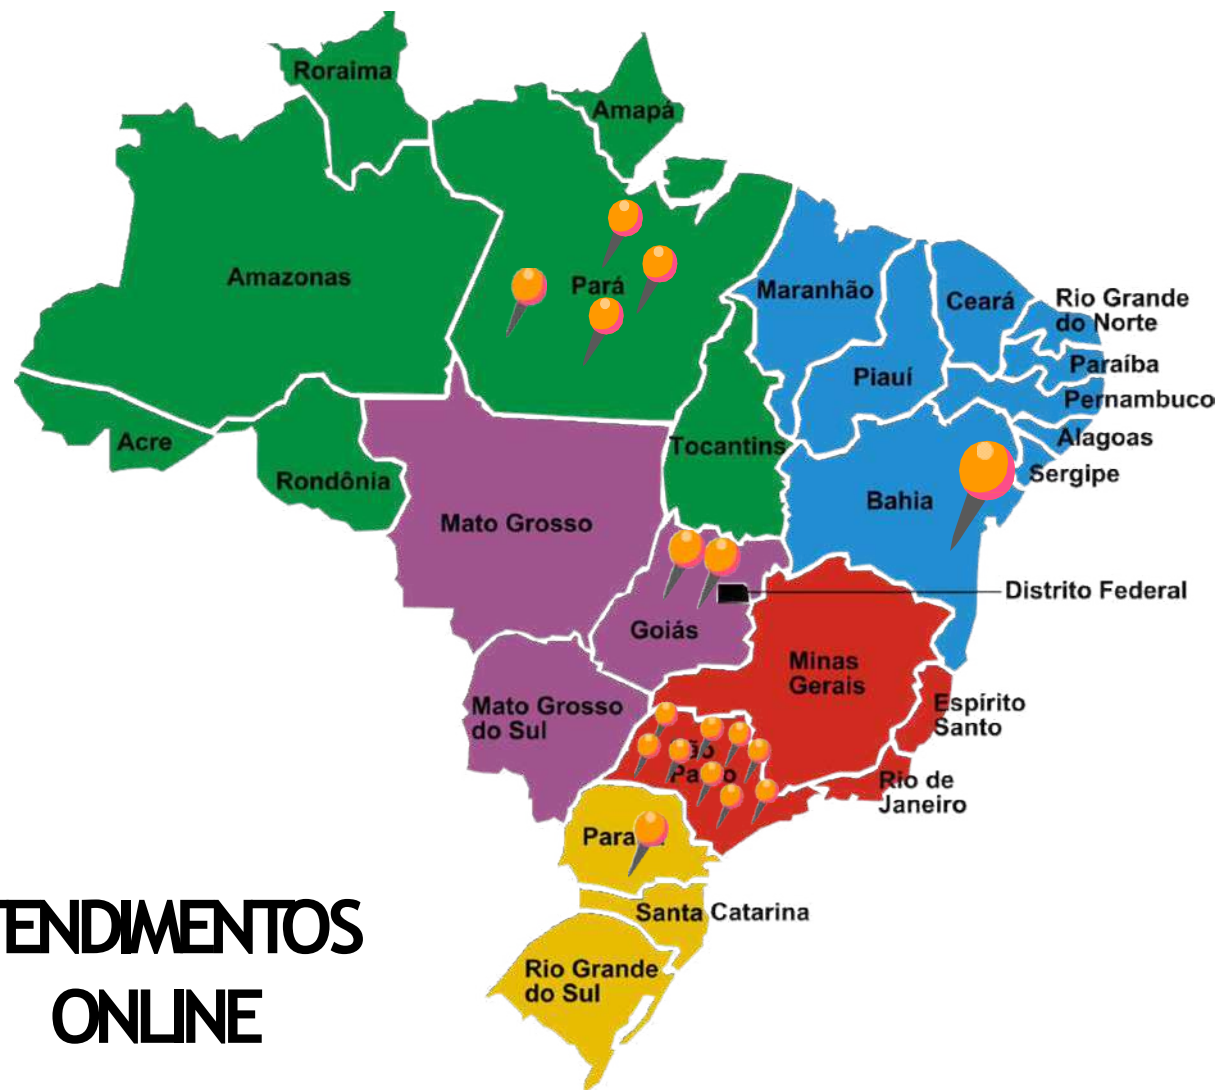 Roraima
Amapá
Amazonas
Pará
Maranhão
Ceará
Rio Grande
do Norte
Paraíba
Piauí
Pernambuco
Acre
Tocantins
Alagoas
Rondônia
Sergipe
Bahia
Mato Grosso
Distrito Federal
Goiás
Minas
Gerais
Mato Grosso
do Sul
Espírito
Santo
Rio de
Janeiro
Santa Catarina
Rio Grande
do Sul
TENDIMENTOS
ONLINE